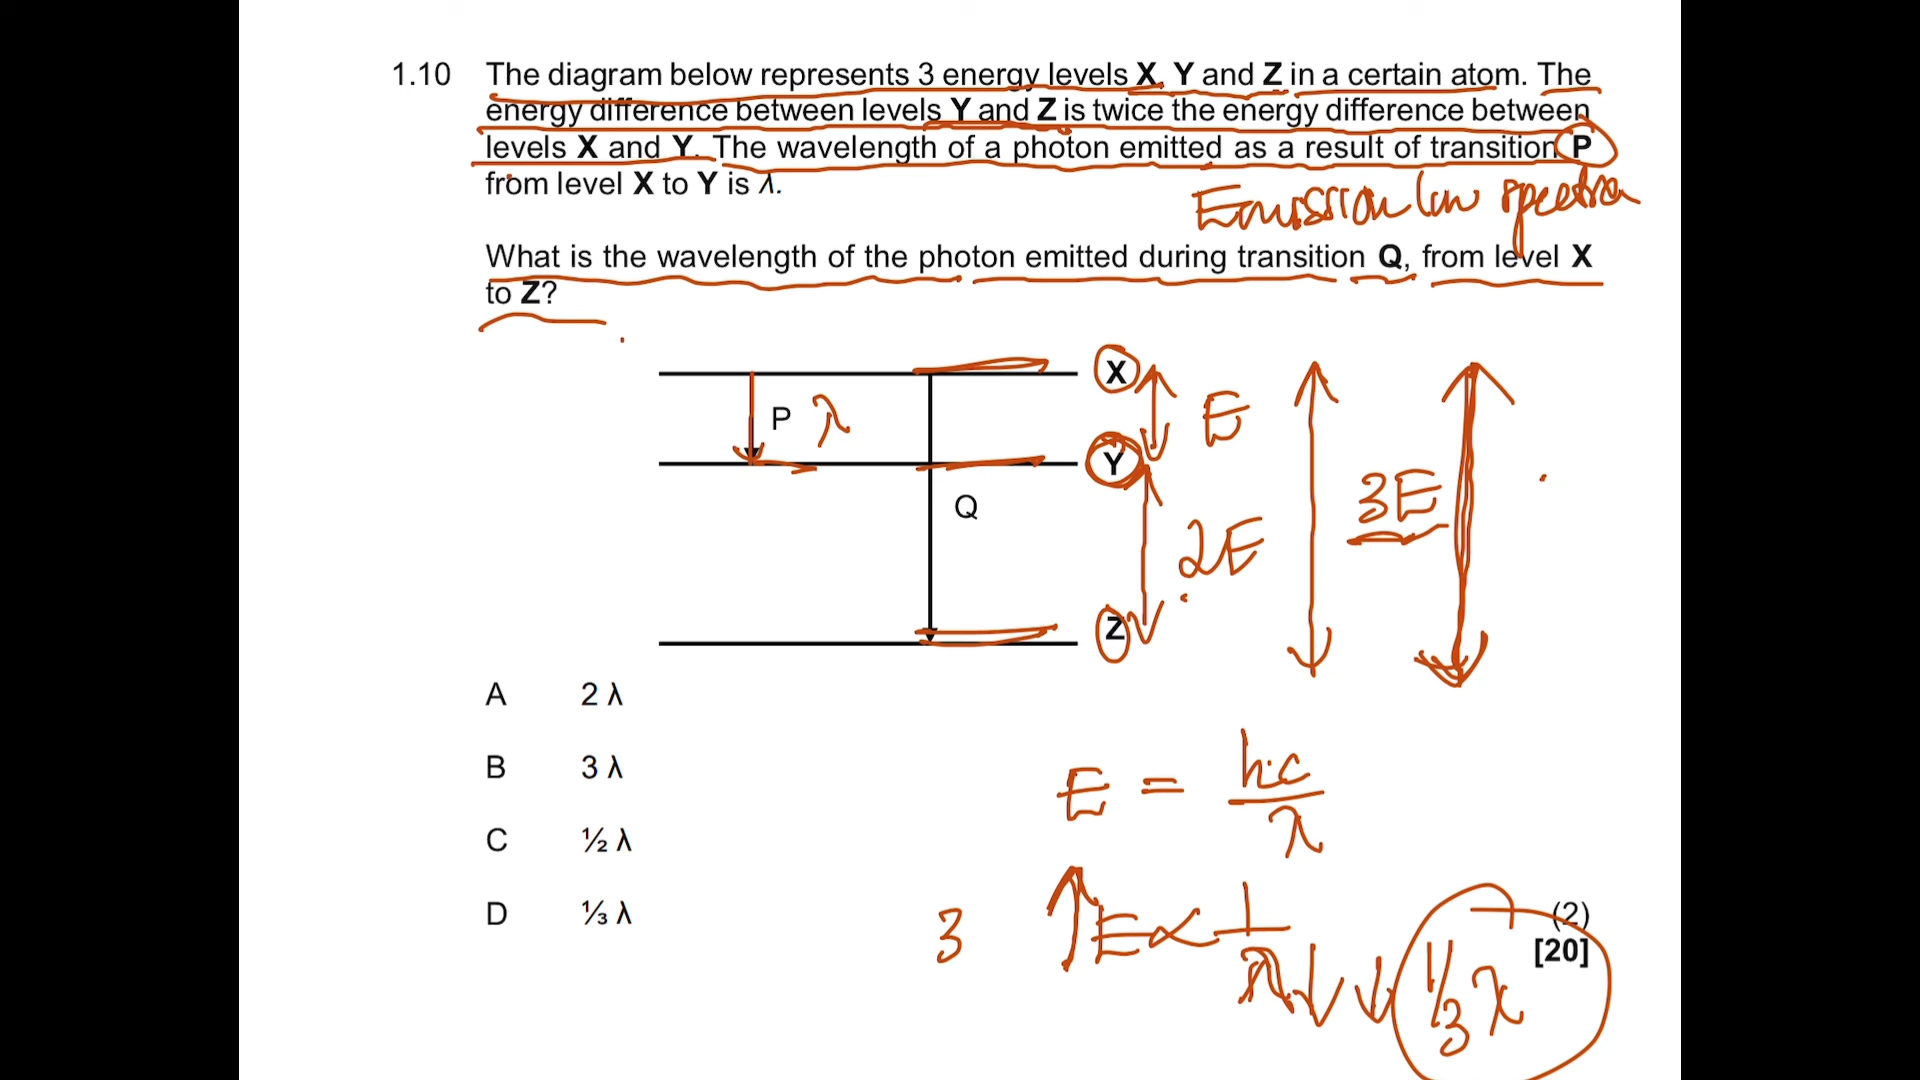 1.10 The diagram below represents 3 energy levels X, Y and Z in a certain atom. The
energy difference between levels Y and Z is twice the energy difference between
levels X and Y. The wavelength of a photon emitted as a result of transition P
from level X to Y is λ.
Emission line spectra
What is the wavelength of the photon emitted during transition Q, from level X
to Z?
X
P λ
E
Y
Q
3E
2E
Z
A 2 λ
B 3 λ
C ½ λ
D ⅓ λ
E = h.c / λ
3 ↑E ∝ 1/λ ↓ ↓ 1/3 λ
(2)
[20]